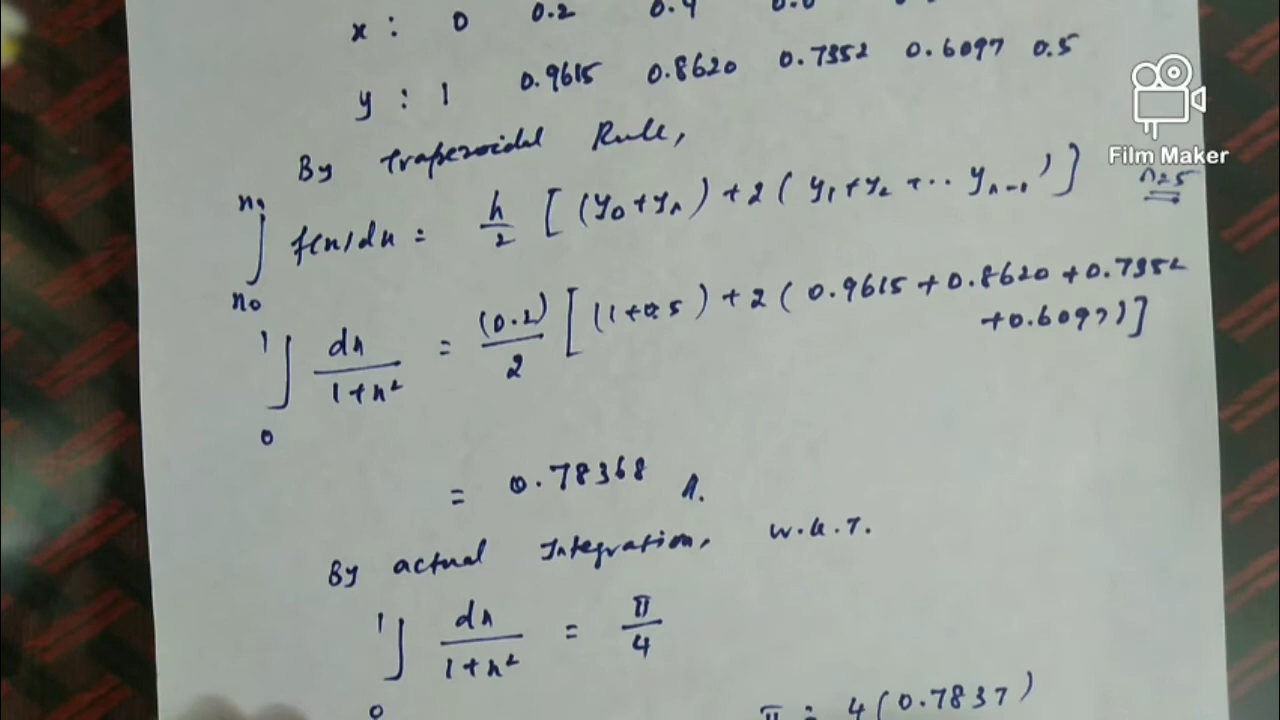 x : 0 0.2 0.4
y : 1 0.9615 0.8620 0.7352 0.6097 0.5
Film Maker
By Trapezoidal Rule,
∫ₓ₀ˣⁿ f(x)dx = h/2 [(y₀+yₙ)+2(y₁+y₂+...yₙ₋₁)] n=5
∫₀¹ dx/(1+x²) = (0.2)/2 [(1+0.5)+2(0.9615+0.8620+0.7352
+0.6097)]
= 0.78368
By actual Integration, W.K.T.
∫₀¹ dx/(1+x²) = π/4
π = 4(0.7837)